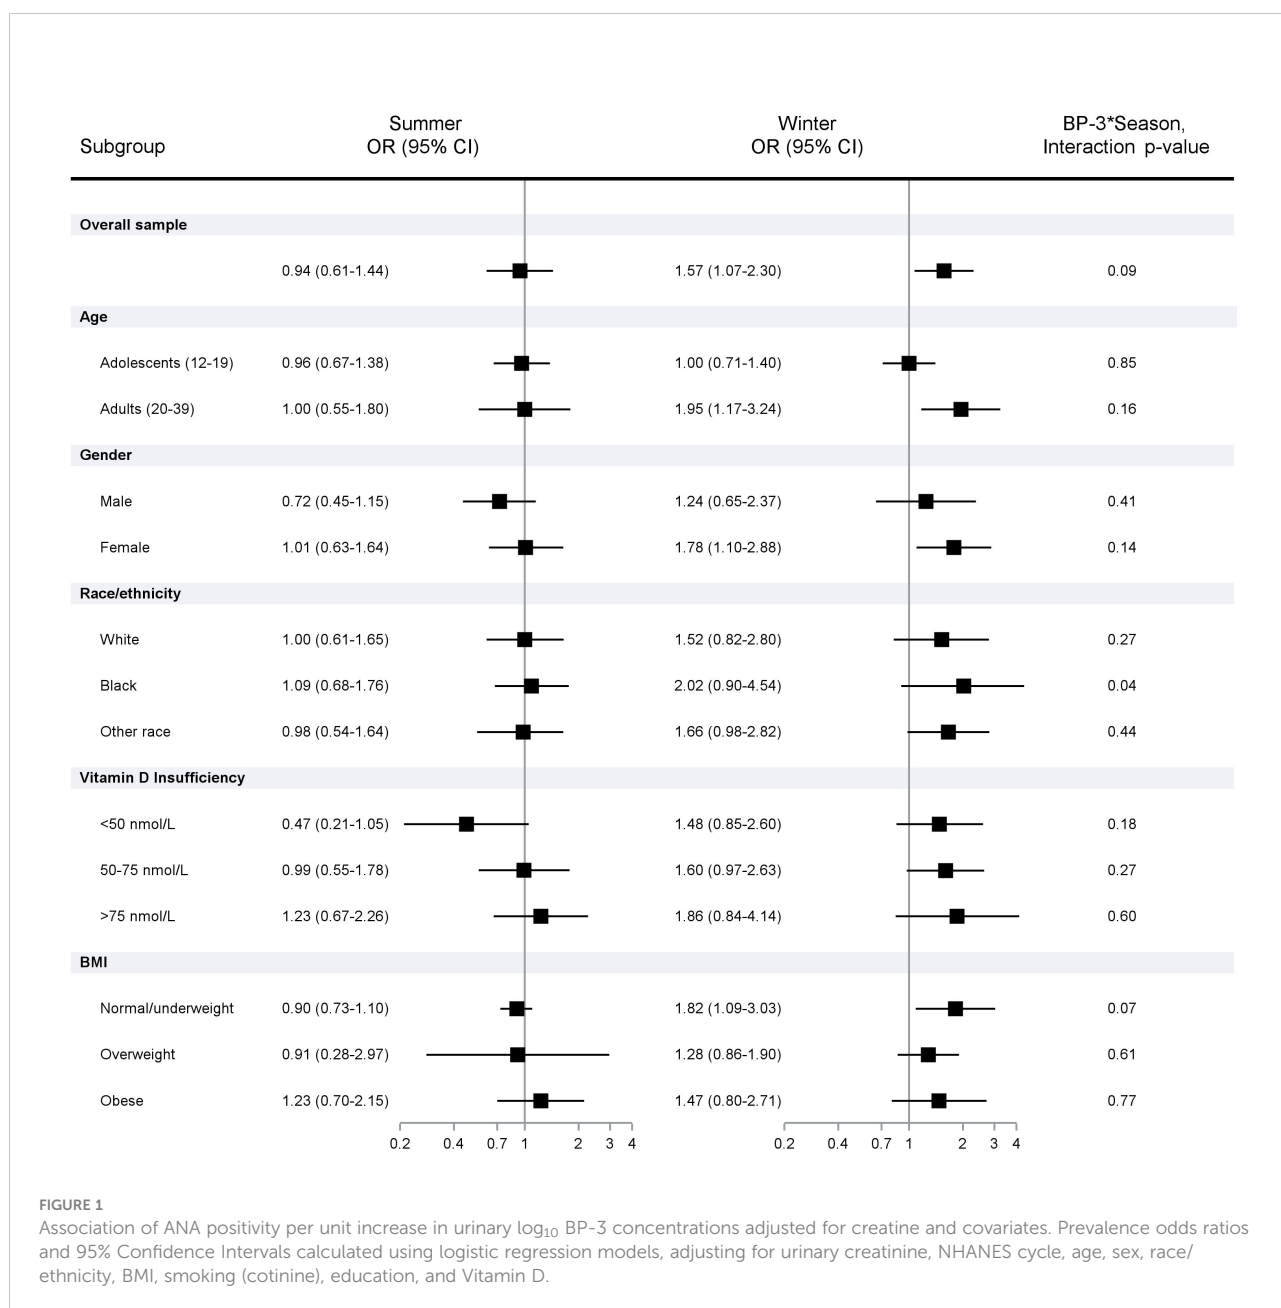 Summer
Winter
BP-3*Season,
Subgroup OR (95% CI) OR (95% CI) Interaction p-value
Overall sample
0.94 (0.61-1.44) 1.57 (1.07-2.30) 0.09
Age
Adolescents (12-19) 0.96 (0.67-1.38) 1.00 (0.71-1.40) 0.85
Adults (20-39) 1.00 (0.55-1.80) 1.95 (1.17-3.24) 0.16
Gender
Male 0.72 (0.45-1.15) 1.24 (0.65-2.37) 0.41
Female 1.01 (0.63-1.64) 1.78 (1.10-2.88) 0.14
Race/ethnicity
White 1.00 (0.61-1.65) 1.52 (0.82-2.80) 0.27
Black 1.09 (0.68-1.76) 2.02 (0.90-4.54) 0.04
Other race 0.98 (0.54-1.64) 1.66 (0.98-2.82) 0.44
Vitamin D Insufficiency
<50 nmol/L 0.47 (0.21-1.05) 1.48 (0.85-2.60) 0.18
50-75 nmol/L 0.99 (0.55-1.78) 1.60 (0.97-2.63) 0.27
>75 nmol/L 1.23 (0.67-2.26) 1.86 (0.84-4.14) 0.60
BMI
Normal/underweight 0.90 (0.73-1.10) 1.82 (1.09-3.03) 0.07
Overweight 0.91 (0.28-2.97) 1.28 (0.86-1.90) 0.61
Obese 1.23 (0.70-2.15) 1.47 (0.80-2.71) 0.77
0.2 0.4 0.7 1 2 3 4 0.2 0.4 0.7 1 2 3 4
FIGURE 1
Association of ANA positivity per unit increase in urinary log₁₀ BP-3 concentrations adjusted for creatine and covariates. Prevalence odds ratios
and 95% Confidence Intervals calculated using logistic regression models, adjusting for urinary creatinine, NHANES cycle, age, sex, race/
ethnicity, BMI, smoking (cotinine), education, and Vitamin D.